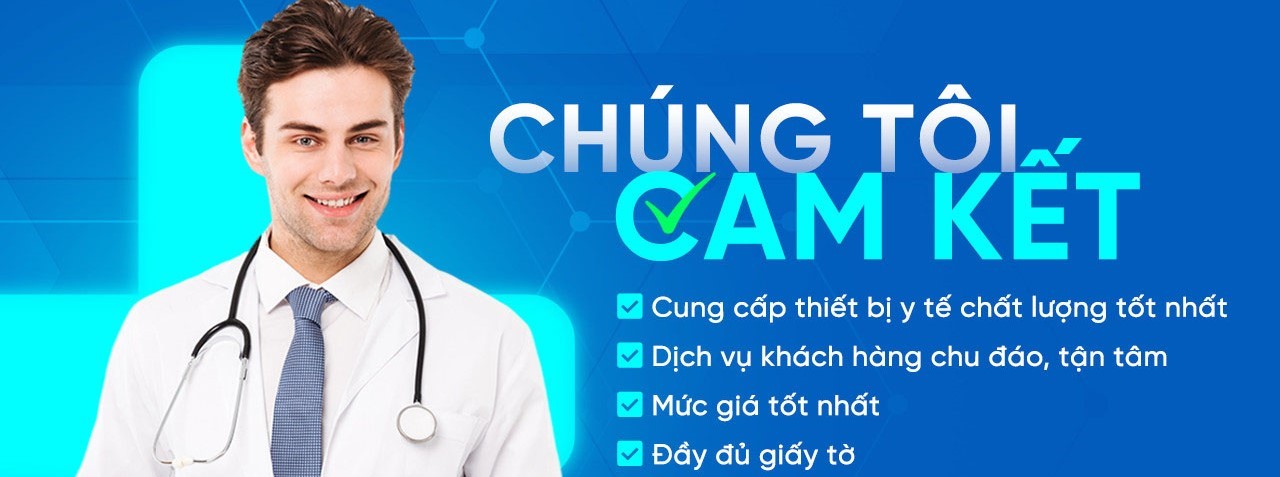 CHÚNG TÔI
CAM KẾT
Cung cấp thiết bị y tế chất lượng tốt nhất
Dịch vụ khách hàng chu đáo, tận tâm
Mức giá tốt nhất
Đầy đủ giấy tờ